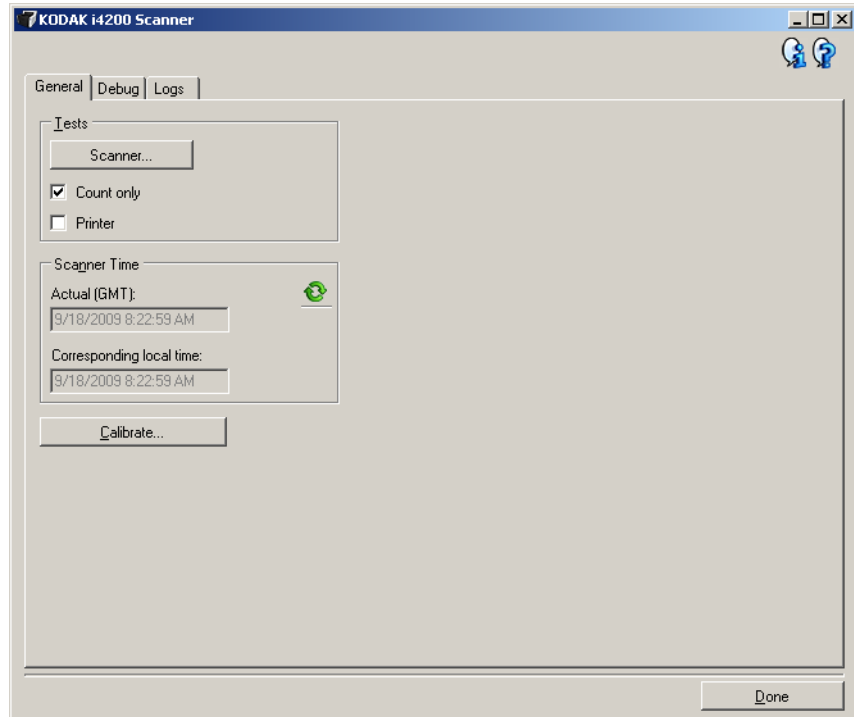 KODAK i4200 Scanner
General Debug Logs
Tests
Scanner...
Count only
Printer
Scanner Time
Actual (GMT):
9/18/2009 8:22:59 AM
Corresponding local time:
9/18/2009 8:22:59 AM
Calibrate...
Done